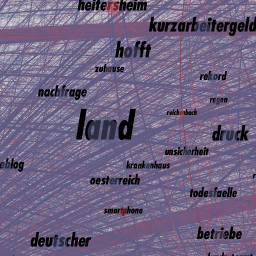 heitersheim
kurzarbeitergeld
hofft
zuhause
rekord
nachfrage
regen
reichenbach
land
druck
unsicherheit
eblog
krankenhaus
oesterreich
todesfaelle
smartphone
betriebe
deutscher